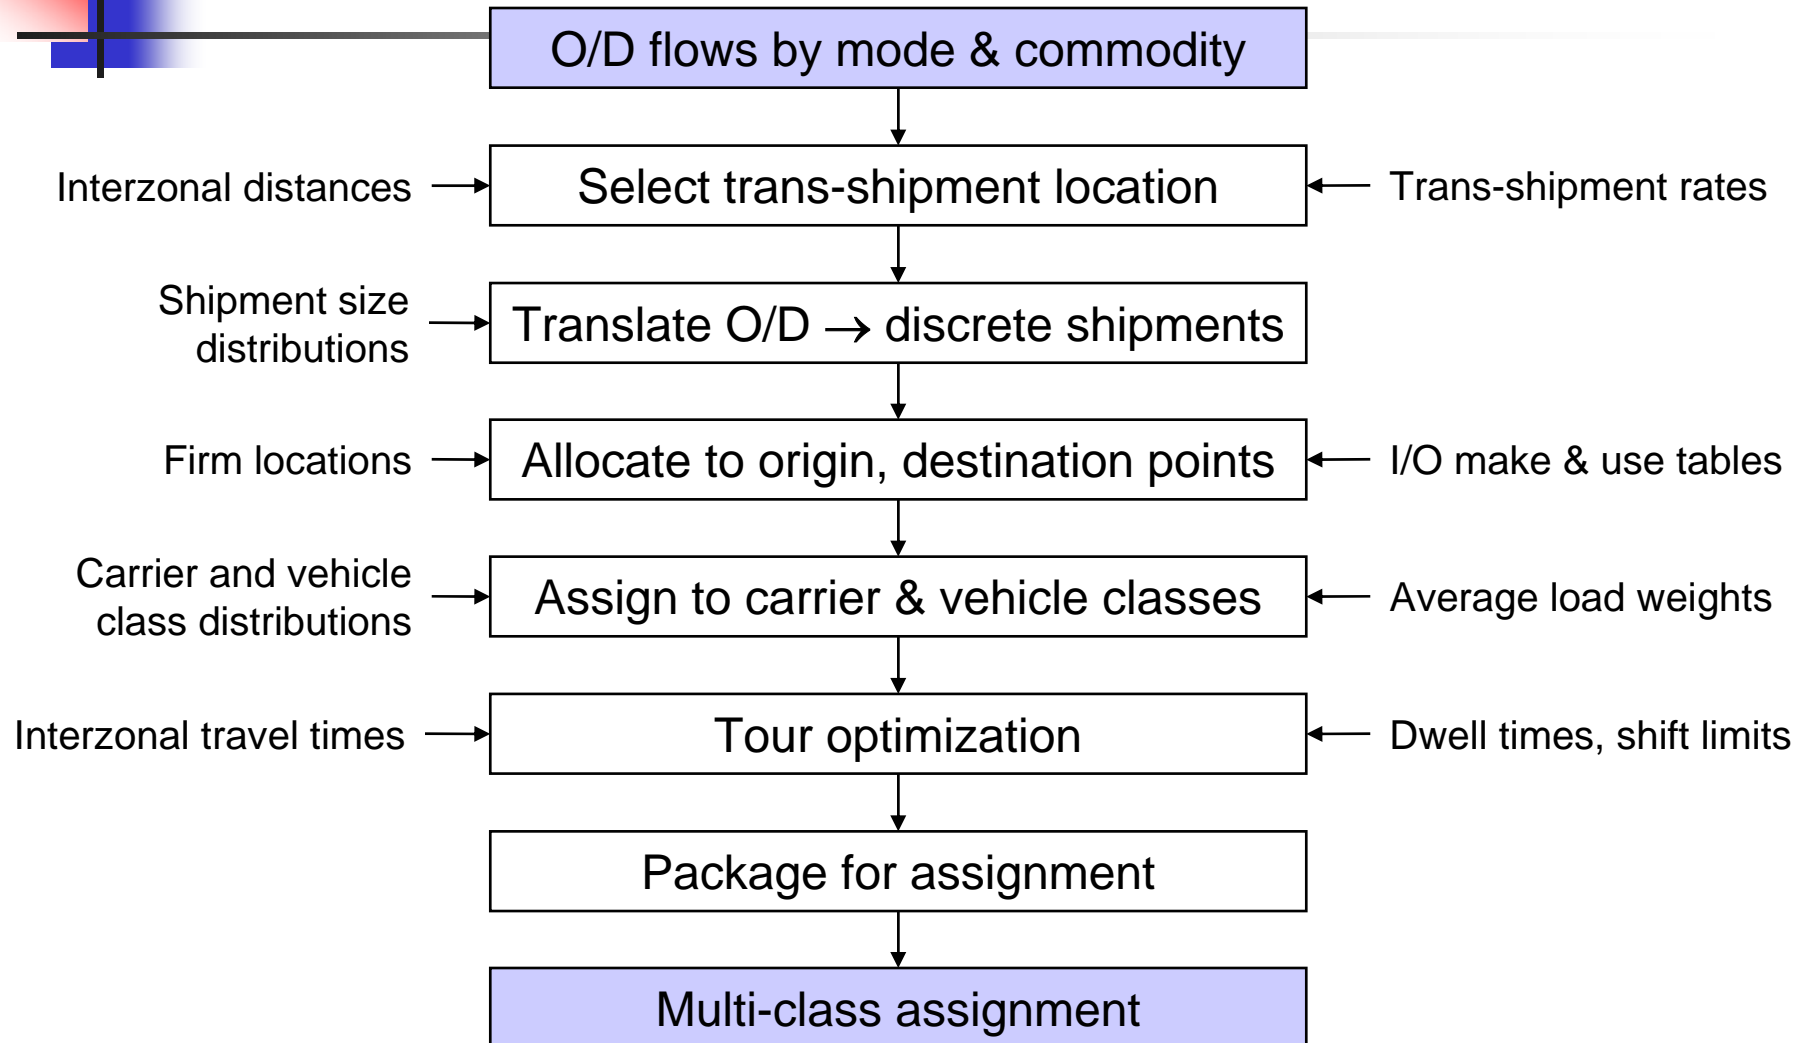 O/D flows by mode & commodity
Interzonal distances
Select trans-shipment location
Trans-shipment rates
Shipment size
distributions
Translate O/D → discrete shipments
Firm locations
Allocate to origin, destination points
I/O make & use tables
Carrier and vehicle
class distributions
Assign to carrier & vehicle classes
Average load weights
Interzonal travel times
Tour optimization
Dwell times, shift limits
Package for assignment
Multi-class assignment